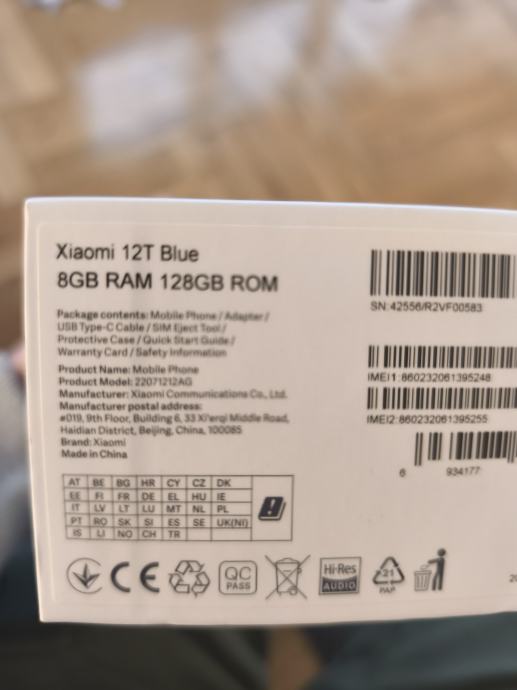 Xiaomi 12T Blue
8GB RAM 128GB ROM
Package contents: Mobile Phone / Adapter /
USB Type-C Cable / SIM Eject Tool /
Protective Case / Quick Start Guide /
Warranty Card / Safety Information
Product Name: Mobile Phone
Product Model: 22071212AG
Manufacturer: Xiaomi Communications Co., Ltd.
Manufacturer postal address:
#019, 9th Floor, Building 6, 33 Xi'erqi Middle Road,
Haidian District, Beijing, China, 100085
Brand: Xiaomi
Made in China
SN:42556/R2VF00583
IMEI1:860232061395248
IMEI2:860232061395255
6 934177
AT BE BG HR CY CZ DK
EE FI FR DE EL HU IE
IT LV LT LU MT NL PL
PT RO SK SI ES SE UK(NI)
IS LI NO CH TR
CE
QC
PASS
Hi-Res
AUDIO
21
PAP
20